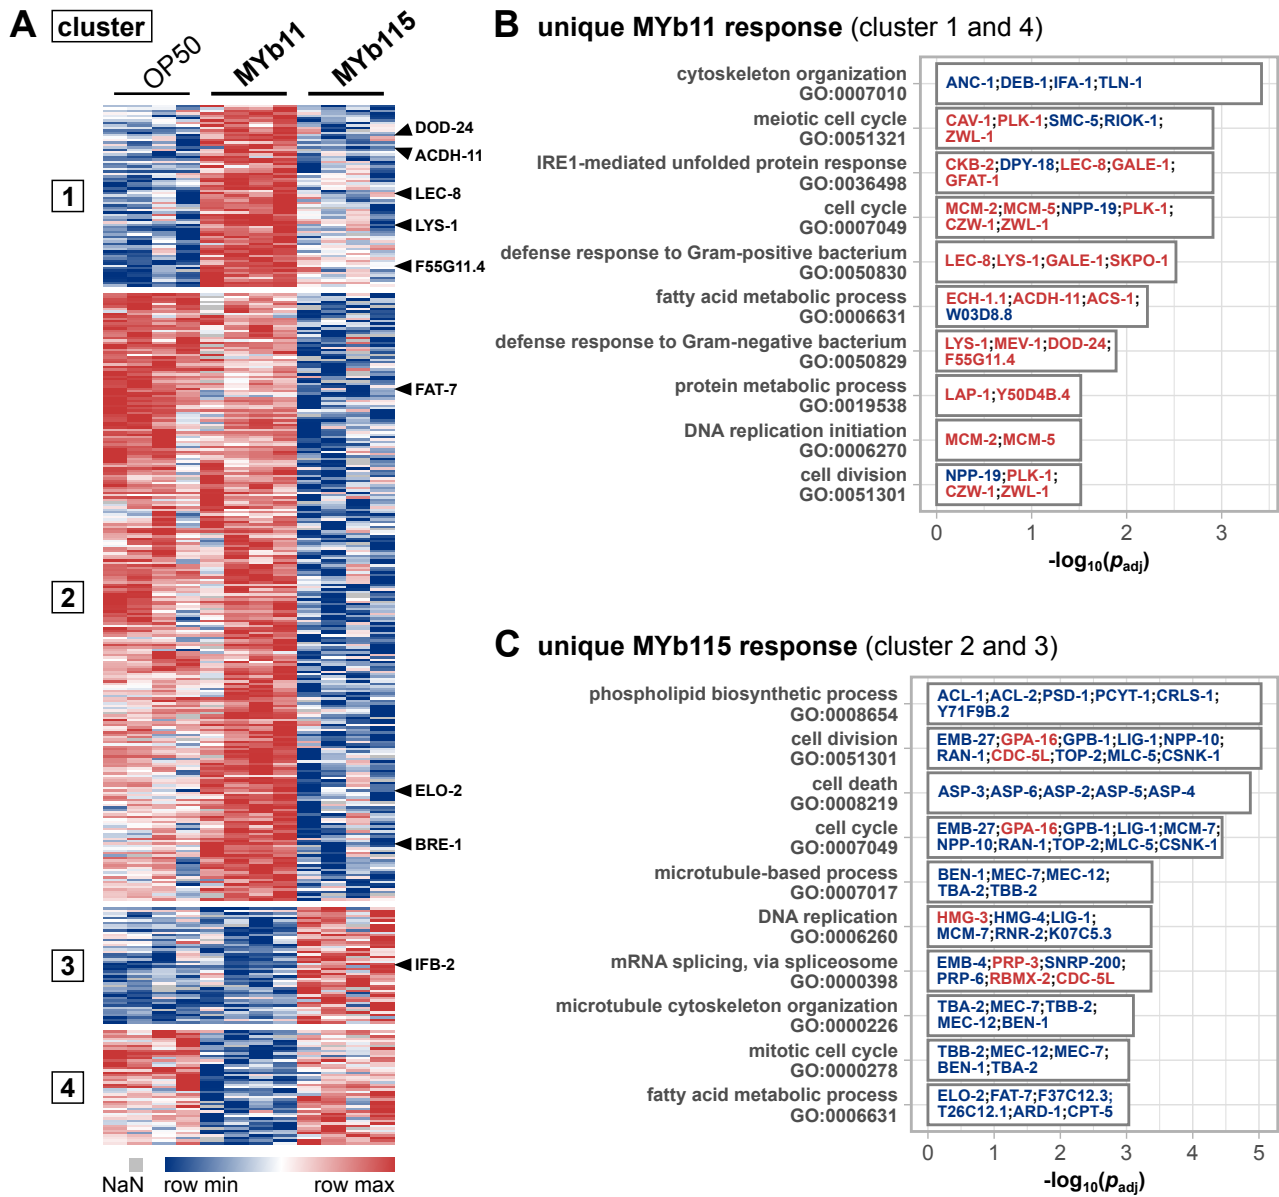 A
cluster
OP50
MYb11
MYb115
1
2
3
4
DOD-24
ACDH-11
LEC-8
LYS-1
F55G11.4
FAT-7
ELO-2
BRE-1
IFB-2
NaN
row min
row max
B unique MYb11 response (cluster 1 and 4)
cytoskeleton organization
GO:0007010
ANC-1;DEB-1;IFA-1;TLN-1
meiotic cell cycle
GO:0051321
CAV-1;PLK-1;SMC-5;RIOK-1;
ZWL-1
IRE1-mediated unfolded protein response
GO:0036498
CKB-2;DPY-18;LEC-8;GALE-1;
GFAT-1
cell cycle
GO:0007049
MCM-2;MCM-5;NPP-19;PLK-1;
CZW-1;ZWL-1
defense response to Gram-positive bacterium
GO:0050830
LEC-8;LYS-1;GALE-1;SKPO-1
fatty acid metabolic process
GO:0006631
ECH-1.1;ACDH-11;ACS-1;
W03D8.8
defense response to Gram-negative bacterium
GO:0050829
LYS-1;MEV-1;DOD-24;
F55G11.4
protein metabolic process
GO:0019538
LAP-1;Y50D4B.4
DNA replication initiation
GO:0006270
MCM-2;MCM-5
cell division
GO:0051301
NPP-19;PLK-1;
CZW-1;ZWL-1
0 1 2 3
-log10(padj)
C unique MYb115 response (cluster 2 and 3)
phospholipid biosynthetic process
GO:0008654
ACL-1;ACL-2;PSD-1;PCYT-1;CRLS-1;
Y71F9B.2
cell division
GO:0051301
EMB-27;GPA-16;GPB-1;LIG-1;NPP-10;
RAN-1;CDC-5L;TOP-2;MLC-5;CSNK-1
cell death
GO:0008219
ASP-3;ASP-6;ASP-2;ASP-5;ASP-4
cell cycle
GO:0007049
EMB-27;GPA-16;GPB-1;LIG-1;MCM-7;
NPP-10;RAN-1;TOP-2;MLC-5;CSNK-1
microtubule-based process
GO:0007017
BEN-1;MEC-7;MEC-12;
TBA-2;TBB-2
DNA replication
GO:0006260
HMG-3;HMG-4;LIG-1;
MCM-7;RNR-2;K07C5.3
mRNA splicing, via spliceosome
GO:0000398
EMB-4;PRP-3;SNRP-200;
PRP-6;RBMX-2;CDC-5L
microtubule cytoskeleton organization
GO:0000226
TBA-2;MEC-7;TBB-2;
MEC-12;BEN-1
mitotic cell cycle
GO:0000278
TBB-2;MEC-12;MEC-7;
BEN-1;TBA-2
fatty acid metabolic process
GO:0006631
ELO-2;FAT-7;F37C12.3;
T26C12.1;ARD-1;CPT-5
0 1 2 3 4 5
-log10(padj)